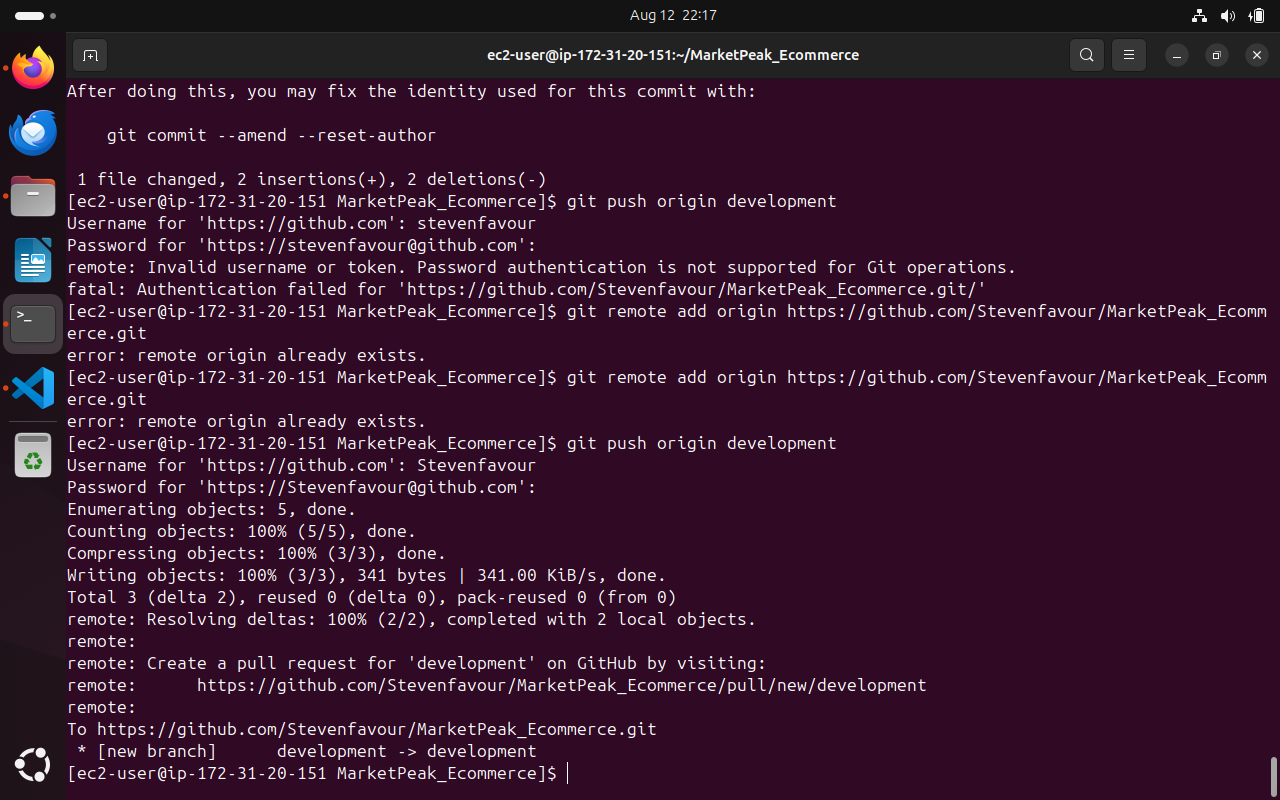 Aug 12 22:17
ec2-user@ip-172-31-20-151:~/MarketPeak_Ecommerce
After doing this, you may fix the identity used for this commit with:
git commit --amend --reset-author
1 file changed, 2 insertions(+), 2 deletions(-)
[ec2-user@ip-172-31-20-151 MarketPeak_Ecommerce]$ git push origin development
Username for 'https://github.com': stevenfavour
Password for 'https://stevenfavour@github.com':
remote: Invalid username or token. Password authentication is not supported for Git operations.
fatal: Authentication failed for 'https://github.com/Stevenfavour/MarketPeak_Ecommerce.git/'
[ec2-user@ip-172-31-20-151 MarketPeak_Ecommerce]$ git remote add origin https://github.com/Stevenfavour/MarketPeak_Ecomm
erce.git
error: remote origin already exists.
[ec2-user@ip-172-31-20-151 MarketPeak_Ecommerce]$ git remote add origin https://github.com/Stevenfavour/MarketPeak_Ecomm
erce.git
error: remote origin already exists.
[ec2-user@ip-172-31-20-151 MarketPeak_Ecommerce]$ git push origin development
Username for 'https://github.com': Stevenfavour
Password for 'https://Stevenfavour@github.com':
Enumerating objects: 5, done.
Counting objects: 100% (5/5), done.
Compressing objects: 100% (3/3), done.
Writing objects: 100% (3/3), 341 bytes | 341.00 KiB/s, done.
Total 3 (delta 2), reused 0 (delta 0), pack-reused 0 (from 0)
remote: Resolving deltas: 100% (2/2), completed with 2 local objects.
remote:
remote: Create a pull request for 'development' on GitHub by visiting:
remote:      https://github.com/Stevenfavour/MarketPeak_Ecommerce/pull/new/development
remote:
To https://github.com/Stevenfavour/MarketPeak_Ecommerce.git
* [new branch]      development -> development
[ec2-user@ip-172-31-20-151 MarketPeak_Ecommerce]$